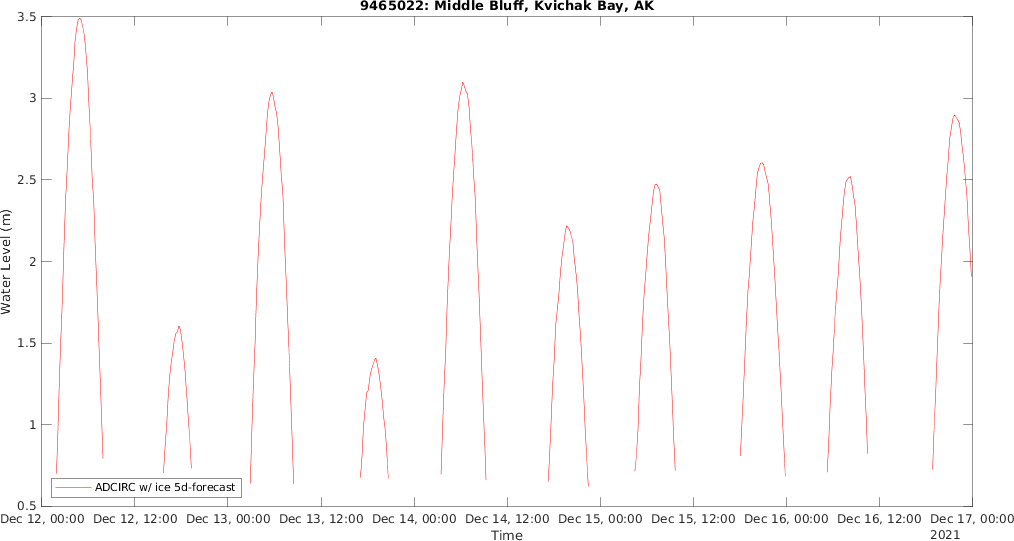 9465022: Middle Bluff, Kvichak Bay, AK
3.5
3
2.5
2
1.5
1
0.5
Water Level (m)
ADCIRC w/ ice 5d-forecast
Dec 12, 00:00 Dec 12, 12:00 Dec 13, 00:00 Dec 13, 12:00 Dec 14, 00:00 Dec 14, 12:00 Dec 15, 00:00 Dec 15, 12:00 Dec 16, 00:00 Dec 16, 12:00 Dec 17, 00:00
Time
2021